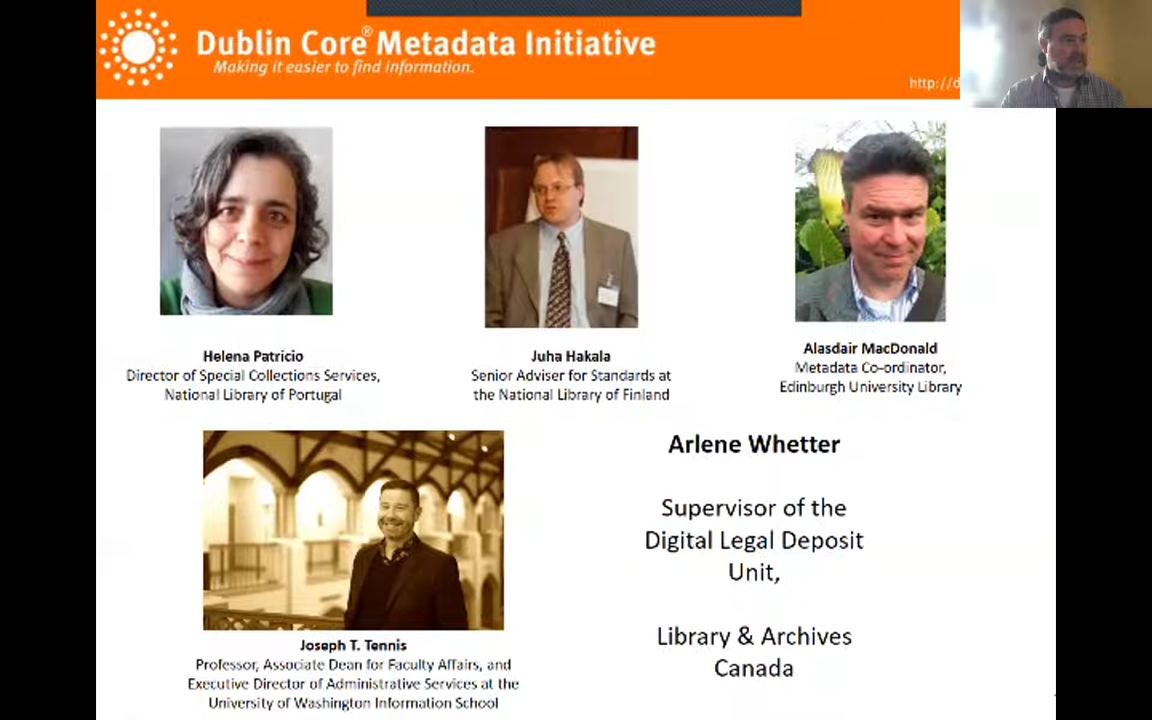 Dublin Core® Metadata Initiative
Making it easier to find information.
http://d
Helena Patrício
Director of Special Collections Services,
National Library of Portugal
Juha Hakala
Senior Adviser for Standards at
the National Library of Finland
Alasdair MacDonald
Metadata Co-ordinator,
Edinburgh University Library
Joseph T. Tennis
Professor, Associate Dean for Faculty Affairs, and
Executive Director of Administrative Services at the
University of Washington Information School
Arlene Whetter
Supervisor of the
Digital Legal Deposit
Unit,
Library & Archives
Canada